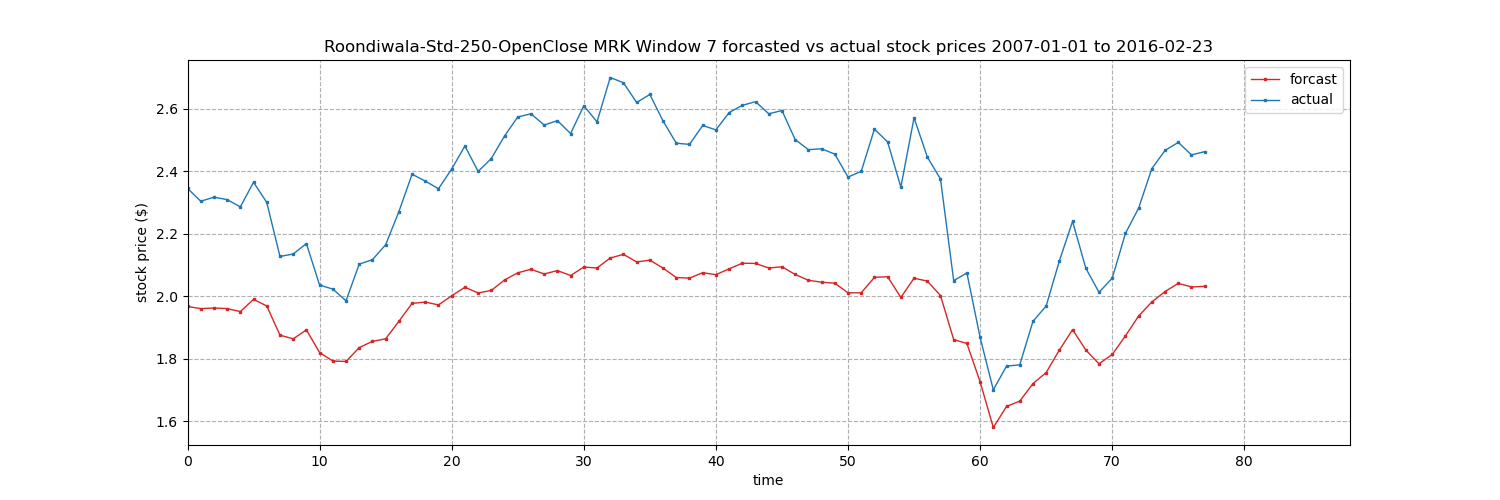 Roondiwala-Std-250-OpenClose MRK Window 7 forcasted vs actual stock prices 2007-01-01 to 2016-02-23
forcast
actual
stock price ($)
2.6
2.4
2.2
2.0
1.8
1.6
0 10 20 30 40 50 60 70 80
time